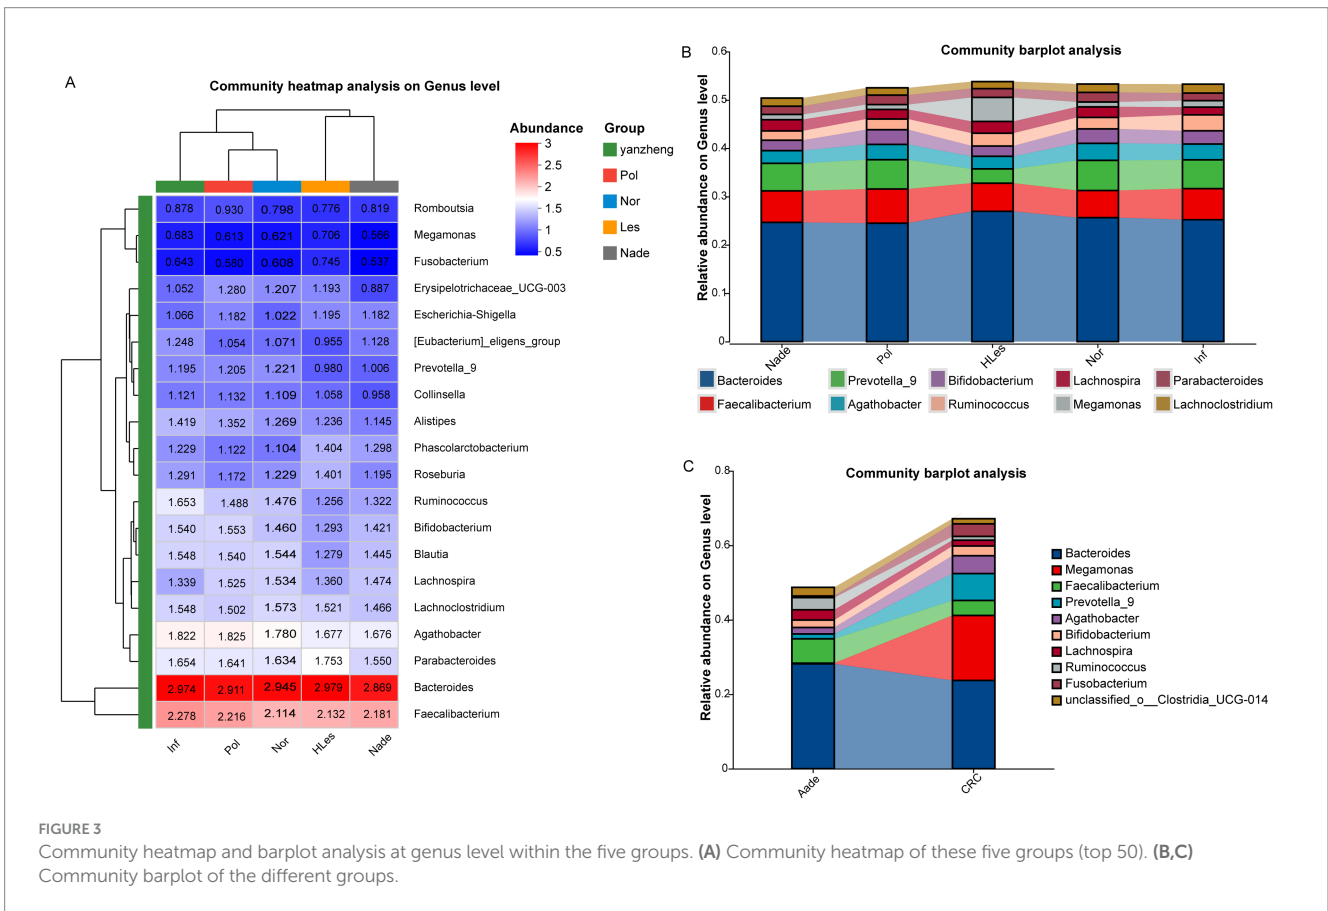 A
Community heatmap analysis on Genus level
Abundance
3
2.5
2
1.5
1
0.5
Group
yanzheng
Pol
Nor
Les
Nade
0.878 0.930 0.798 0.776 0.819 Romboutsia
0.683 0.613 0.621 0.706 0.566 Megamonas
0.643 0.580 0.608 0.745 0.537 Fusobacterium
1.052 1.280 1.207 1.193 0.887 Erysipelotrichaceae_UCG-003
1.066 1.182 1.022 1.195 1.182 Escherichia-Shigella
1.248 1.054 1.071 0.955 1.128 [Eubacterium]_eligens_group
1.195 1.205 1.221 0.980 1.006 Prevotella_9
1.121 1.132 1.109 1.058 0.958 Collinsella
1.419 1.352 1.269 1.236 1.145 Alistipes
1.229 1.122 1.104 1.404 1.298 Phascolarctobacterium
1.291 1.172 1.229 1.401 1.195 Roseburia
1.653 1.488 1.476 1.256 1.322 Ruminococcus
1.540 1.553 1.460 1.293 1.421 Bifidobacterium
1.548 1.540 1.544 1.279 1.445 Blautia
1.339 1.525 1.534 1.360 1.474 Lachnospira
1.548 1.502 1.573 1.521 1.466 Lachnoclostridium
1.822 1.825 1.780 1.677 1.676 Agathobacter
1.654 1.641 1.634 1.753 1.550 Parabacteroides
2.974 2.911 2.945 2.979 2.869 Bacteroides
2.278 2.216 2.114 2.132 2.181 Faecalibacterium
Inf Pol Nor HLes Nade
B
Community barplot analysis
Relative abundance on Genus level
0.6
0.5
0.4
0.3
0.2
0.1
0
Nade Pol HLes Nor Inf
Bacteroides Prevotella_9 Bifidobacterium Lachnospira Parabacteroides
Faecalibacterium Agathobacter Ruminococcus Megamonas Lachnoclostridium
C
Community barplot analysis
Relative abundance on Genus level
0.8
0.6
0.4
0.2
0
Aade CRC
Bacteroides
Megamonas
Faecalibacterium
Prevotella_9
Agathobacter
Bifidobacterium
Lachnospira
Ruminococcus
Fusobacterium
unclassified_o__Clostridia_UCG-014
FIGURE 3
Community heatmap and barplot analysis at genus level within the five groups. (A) Community heatmap of these five groups (top 50). (B,C)
Community barplot of the different groups.